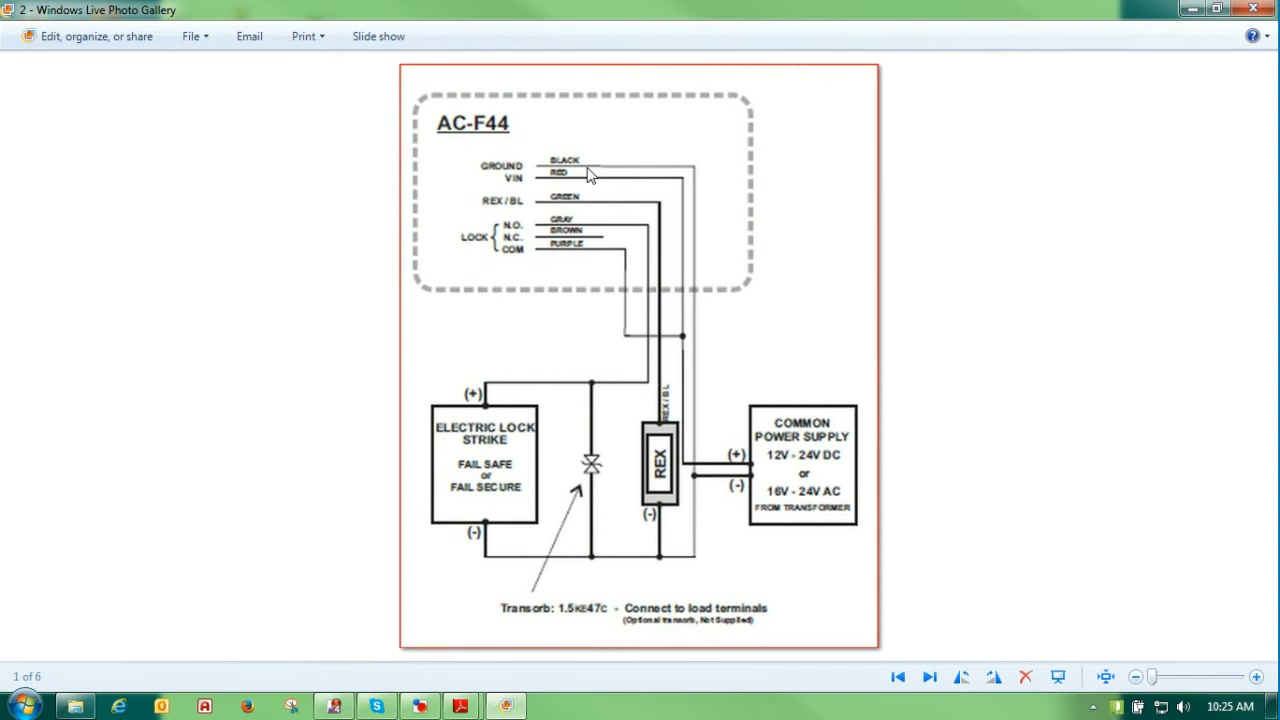 2 - Windows Live Photo Gallery
Edit, organize, or share File Email Print Slide show
AC-F44
GROUND BLACK
VIN RED
REX / BL GREEN
LOCK
N.O. GRAY
N.C. BROWN
COM PURPLE
(+)
ELECTRIC LOCK
STRIKE
FAIL SAFE
or
FAIL SECURE
(-)
REX / BL
REX
(-)
(+)
(-)
COMMON
POWER SUPPLY
12V - 24V DC
or
16V - 24V AC
FROM TRANSFORMER
Transorb: 1.5KE47C - Connect to load terminals
(Optional transorb, Not Supplied)
1 of 6
10:25 AM